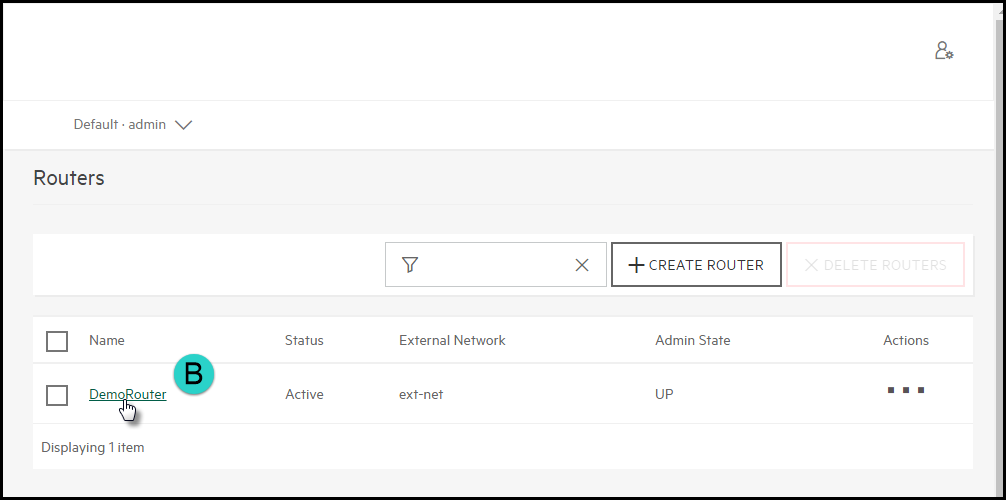 Default · admin
Routers
CREATE ROUTER
DELETE ROUTERS
Name Status External Network Admin State Actions
B
DemoRouter Active ext-net UP
Displaying 1 item